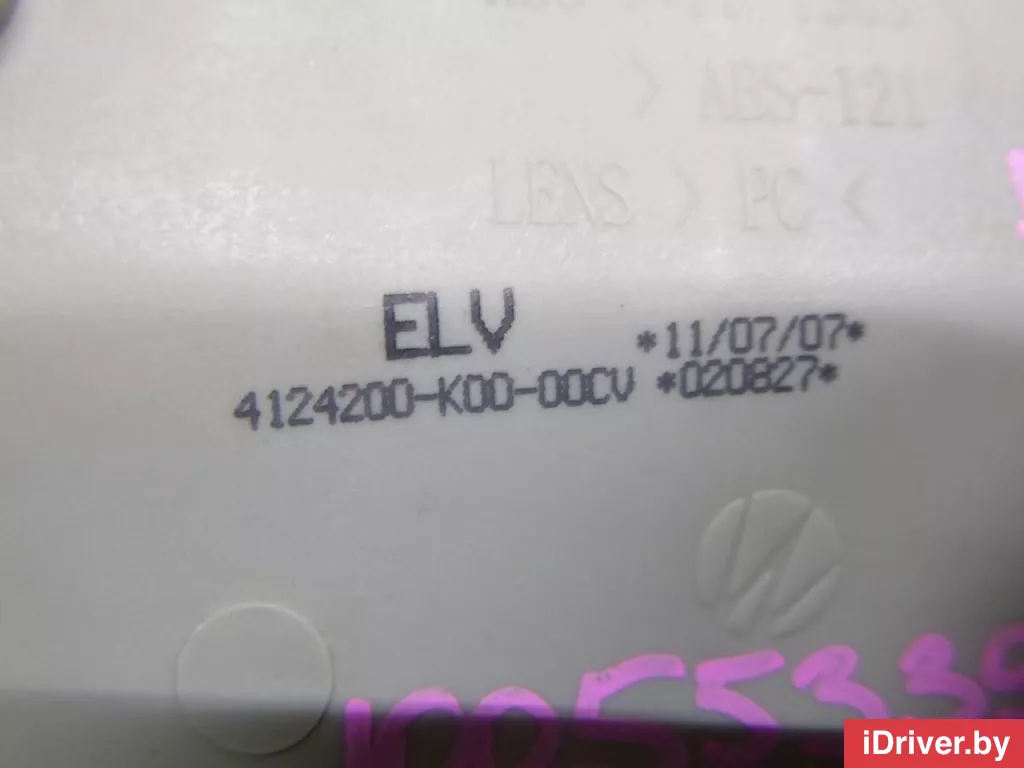 > ABS-121
LENS > PC <
ELV *11/07/07*
4124200-K00-00CV *020827*
iDriver.by